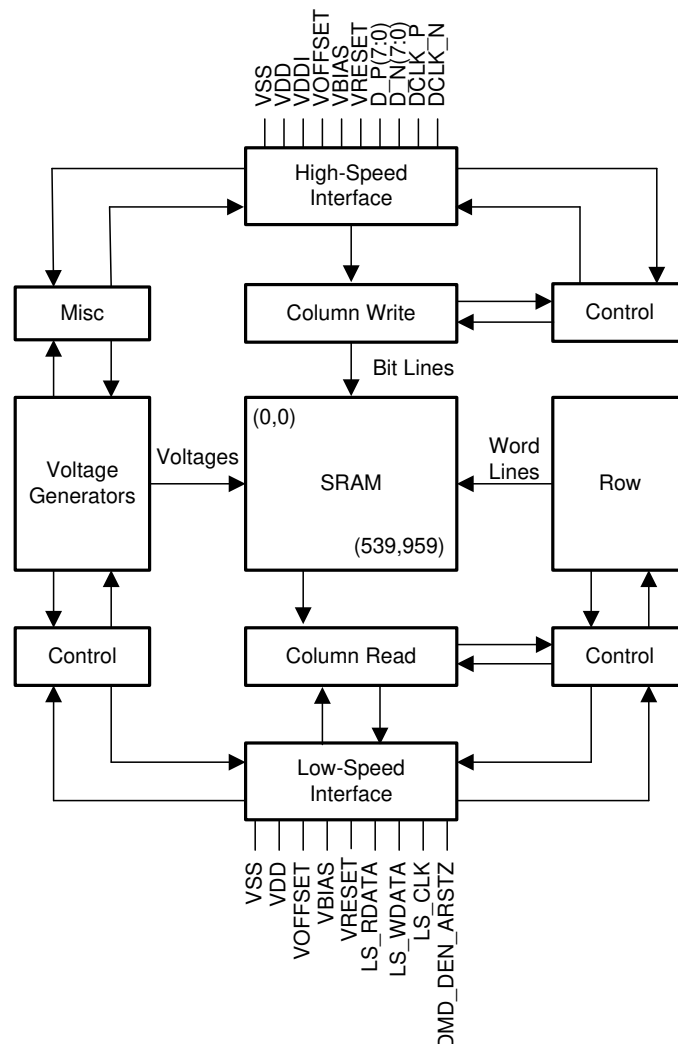 VSS
VDD
VDDI
VOFFSET
VBIAS
VRESET
D_P(7:0)
D_N(7:0)
DCLK_P
DCLK_N
High-Speed
Interface
Misc
Column Write
Control
Bit Lines
(0,0)
Voltage
Generators
Voltages
SRAM
Word
Lines
Row
(539,959)
Control
Column Read
Control
Low-Speed
Interface
VSS
VDD
VOFFSET
VBIAS
VRESET
LS_RDATA
LS_WDATA
LS_CLK
DMD_DEN_ARSTZ